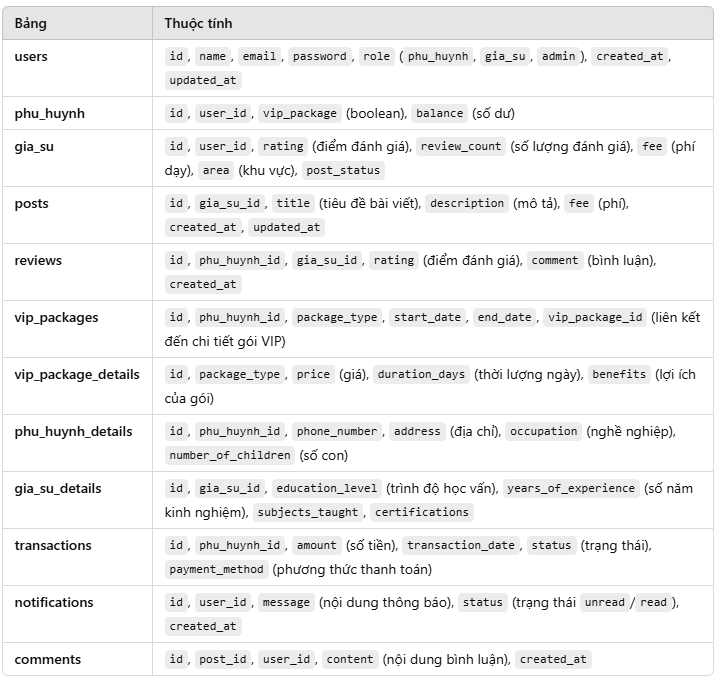 Bảng Thuộc tính
users id, name, email, password, role (phu_huynh, gia_su, admin), created_at,
updated_at
phu_huynh id, user_id, vip_package (boolean), balance (số dư)
gia_su id, user_id, rating (điểm đánh giá), review_count (số lượng đánh giá), fee (phí
dạy), area (khu vực), post_status
posts id, gia_su_id, title (tiêu đề bài viết), description (mô tả), fee (phí),
created_at, updated_at
reviews id, phu_huynh_id, gia_su_id, rating (điểm đánh giá), comment (bình luận),
created_at
vip_packages id, phu_huynh_id, package_type, start_date, end_date, vip_package_id (liên kết
đến chi tiết gói VIP)
vip_package_details id, package_type, price (giá), duration_days (thời lượng ngày), benefits (lợi ích
của gói)
phu_huynh_details id, phu_huynh_id, phone_number, address (địa chỉ), occupation (nghề nghiệp),
number_of_children (số con)
gia_su_details id, gia_su_id, education_level (trình độ học vấn), years_of_experience (số năm
kinh nghiệm), subjects_taught, certifications
transactions id, phu_huynh_id, amount (số tiền), transaction_date, status (trạng thái),
payment_method (phương thức thanh toán)
notifications id, user_id, message (nội dung thông báo), status (trạng thái unread/read),
created_at
comments id, post_id, user_id, content (nội dung bình luận), created_at